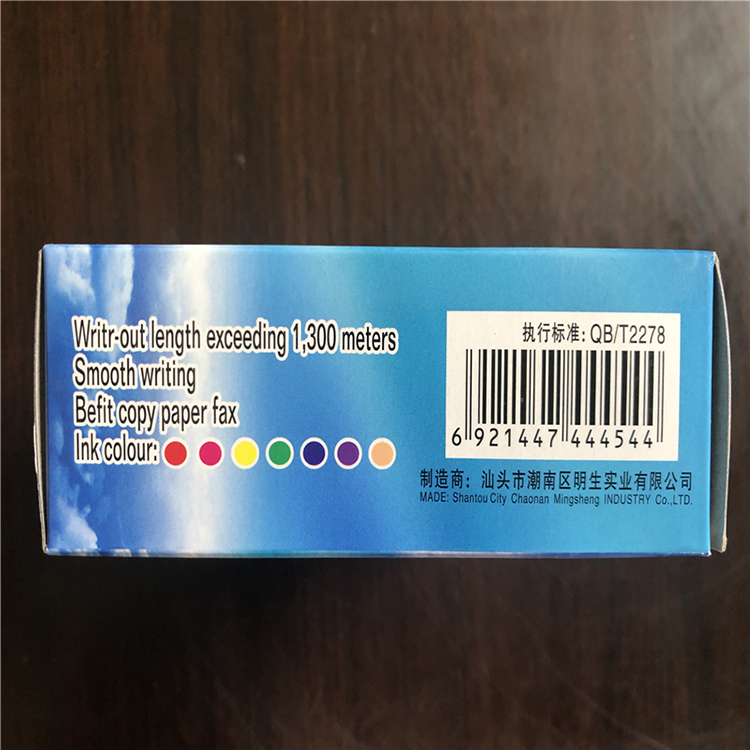 Writr-out length exceeding 1,300 meters
Smooth writing
Befit copy paper fax
Ink colour:
执行标准: QB/T2278
6 921447 444544
制造商: 汕头市潮南区明生实业有限公司
MADE: Shantou City Chaonan Mingsheng INDUSTRY Co.,LTD.